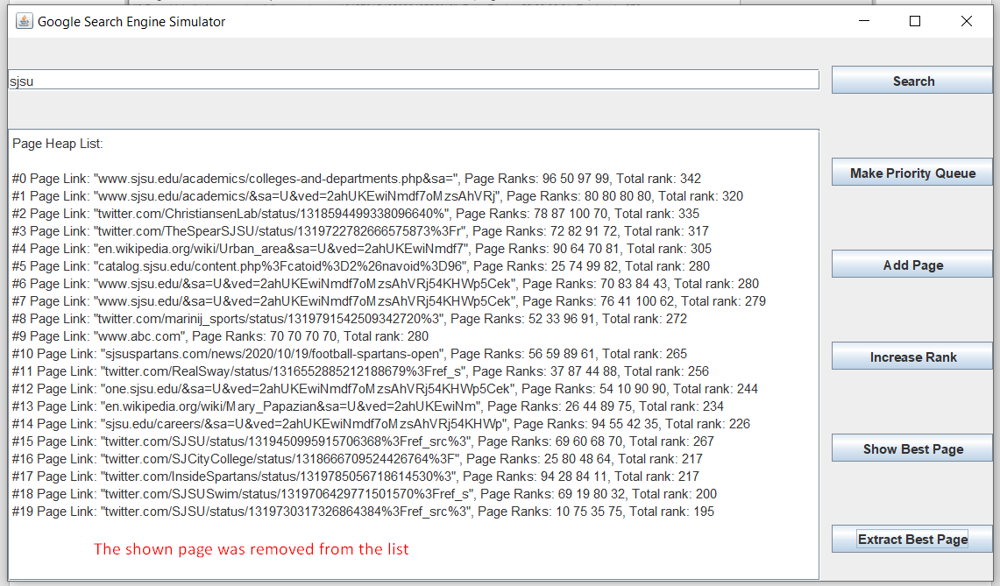 Google Search Engine Simulator
sjsu
Search
Page Heap List:
#0 Page Link: "www.sjsu.edu/academics/colleges-and-departments.php&sa=", Page Ranks: 96 50 97 99, Total rank: 342
#1 Page Link: "www.sjsu.edu/academics/&sa=U&ved=2ahUKEwiNmdf7oMzsAhVRj", Page Ranks: 80 80 80 80, Total rank: 320
#2 Page Link: "twitter.com/ChristiansenLab/status/1318594499338096640%", Page Ranks: 78 87 100 70, Total rank: 335
#3 Page Link: "twitter.com/TheSpearSJSU/status/1319722782666575873%3Fr", Page Ranks: 72 82 91 72, Total rank: 317
#4 Page Link: "en.wikipedia.org/wiki/Urban_area&sa=U&ved=2ahUKEwiNmdf7", Page Ranks: 90 64 70 81, Total rank: 305
#5 Page Link: "catalog.sjsu.edu/content.php%3Fcatoid%3D2%26navoid%3D96", Page Ranks: 25 74 99 82, Total rank: 280
#6 Page Link: "www.sjsu.edu/&sa=U&ved=2ahUKEwiNmdf7oMzsAhVRj54KHWp5Cek", Page Ranks: 70 83 84 43, Total rank: 280
#7 Page Link: "www.sjsu.edu/&sa=U&ved=2ahUKEwiNmdf7oMzsAhVRj54KHWp5Cek", Page Ranks: 76 41 100 62, Total rank: 279
#8 Page Link: "twitter.com/marinij_sports/status/1319791542509342720%3", Page Ranks: 52 33 96 91, Total rank: 272
#9 Page Link: "www.abc.com", Page Ranks: 70 70 70 70, Total rank: 280
#10 Page Link: "sjsuspartans.com/news/2020/10/19/football-spartans-open", Page Ranks: 56 59 89 61, Total rank: 265
#11 Page Link: "twitter.com/RealSway/status/1316552885212188679%3Fref_s", Page Ranks: 37 87 44 88, Total rank: 256
#12 Page Link: "one.sjsu.edu/&sa=U&ved=2ahUKEwiNmdf7oMzsAhVRj54KHWp5Cek", Page Ranks: 54 10 90 90, Total rank: 244
#13 Page Link: "en.wikipedia.org/wiki/Mary_Papazian&sa=U&ved=2ahUKEwiNm", Page Ranks: 26 44 89 75, Total rank: 234
#14 Page Link: "sjsu.edu/careers/&sa=U&ved=2ahUKEwiNmdf7oMzsAhVRj54KHWp", Page Ranks: 94 55 42 35, Total rank: 226
#15 Page Link: "twitter.com/SJSU/status/1319450995915706368%3Fref_src%3", Page Ranks: 69 60 68 70, Total rank: 267
#16 Page Link: "twitter.com/SJCityCollege/status/1318666709524426764%3F", Page Ranks: 25 80 48 64, Total rank: 217
#17 Page Link: "twitter.com/InsideSpartans/status/1319785056718614530%3", Page Ranks: 94 28 84 11, Total rank: 217
#18 Page Link: "twitter.com/SJSUSwim/status/1319706429771501570%3Fref_s", Page Ranks: 69 19 80 32, Total rank: 200
#19 Page Link: "twitter.com/SJSU/status/1319730317326864384%3Fref_src%3", Page Ranks: 10 75 35 75, Total rank: 195
The shown page was removed from the list
Make Priority Queue
Add Page
Increase Rank
Show Best Page
Extract Best Page